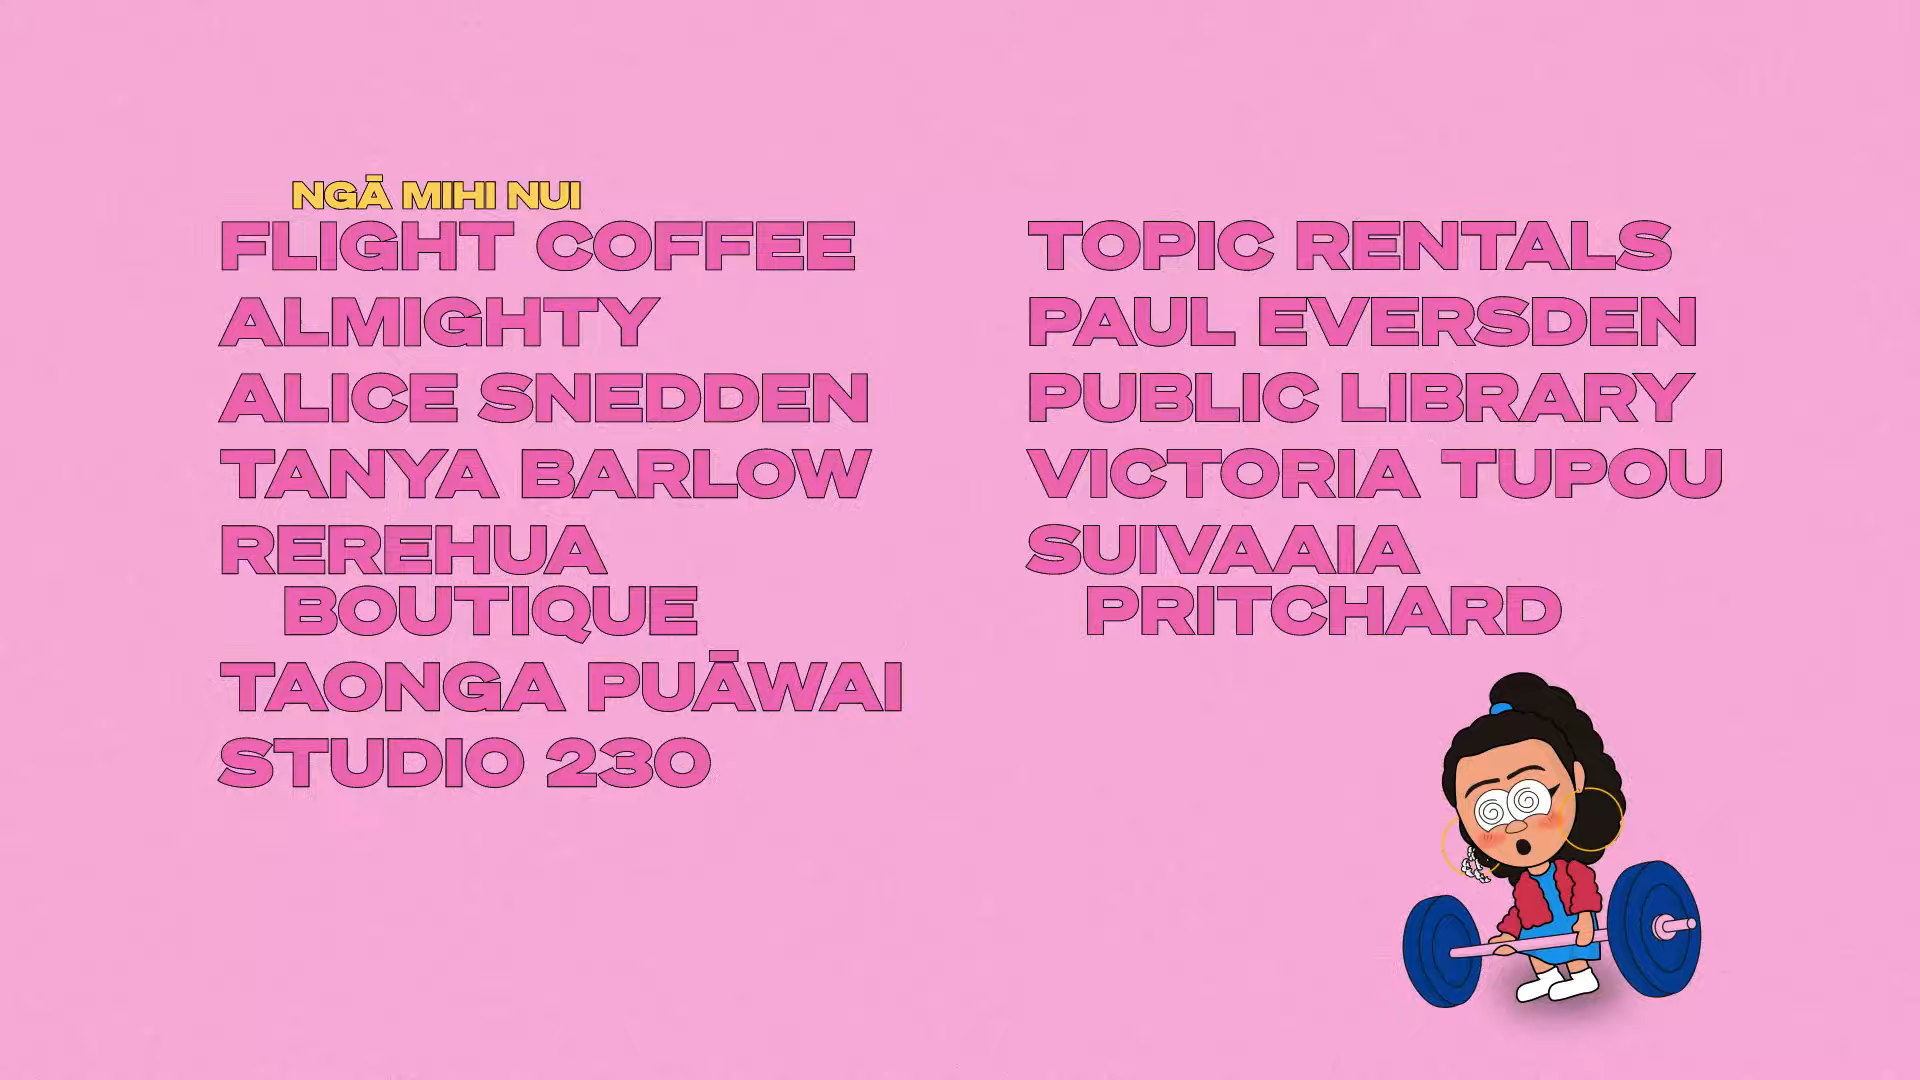 NGĀ MIHI NUI
FLIGHT COFFEE
ALMIGHTY
ALICE SNEDDEN
TANYA BARLOW
REREHUA
BOUTIQUE
TAONGA PUĀWAI
STUDIO 230
TOPIC RENTALS
PAUL EVERSDEN
PUBLIC LIBRARY
VICTORIA TUPOU
SUIVAAIA
PRITCHARD